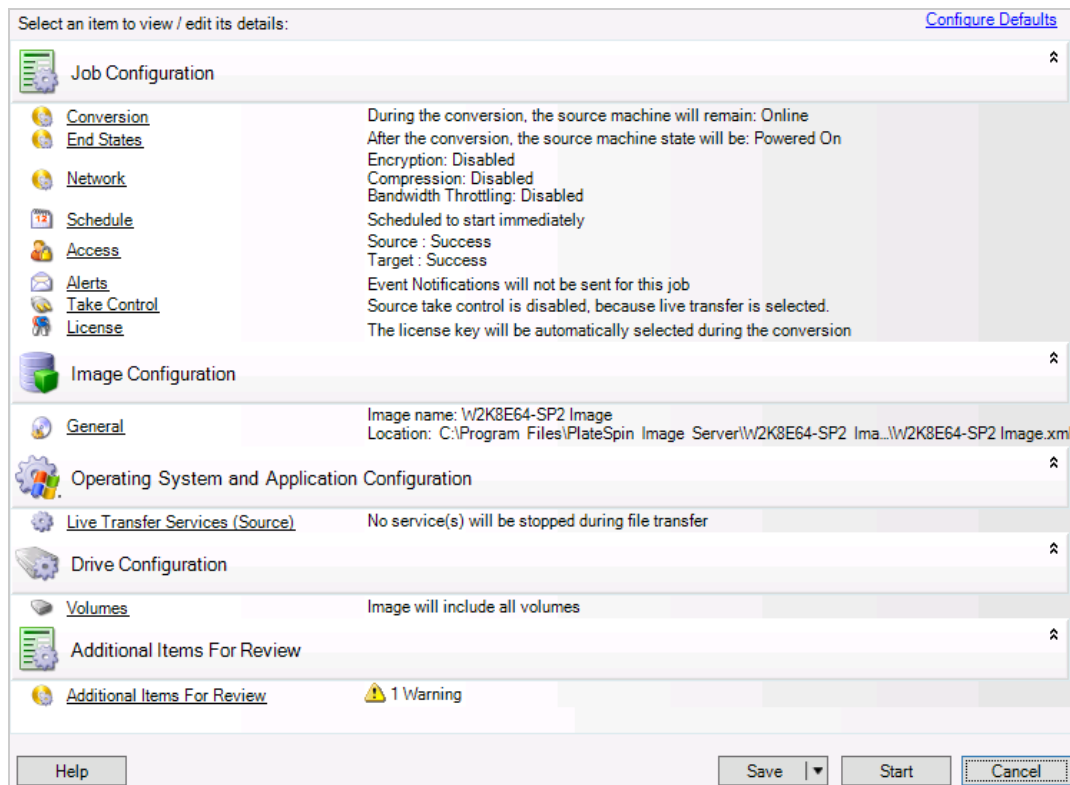 Select an item to view / edit its details:
Configure Defaults
Job Configuration
Conversion
During the conversion, the source machine will remain: Online
End States
After the conversion, the source machine state will be: Powered On
Network
Encryption: Disabled
Compression: Disabled
Bandwidth Throttling: Disabled
12
Schedule
Scheduled to start immediately
Access
Source : Success
Target : Success
Alerts
Event Notifications will not be sent for this job
Take Control
Source take control is disabled, because live transfer is selected.
License
The license key will be automatically selected during the conversion
Image Configuration
General
Image name: W2K8E64-SP2 Image
Location: C:\Program Files\PlateSpin Image Server\W2K8E64-SP2 Ima...\W2K8E64-SP2 Image.xml
Operating System and Application Configuration
Live Transfer Services (Source)
No service(s) will be stopped during file transfer
Drive Configuration
Volumes
Image will include all volumes
Additional Items For Review
Additional Items For Review
1 Warning
Help
Save
Start
Cancel